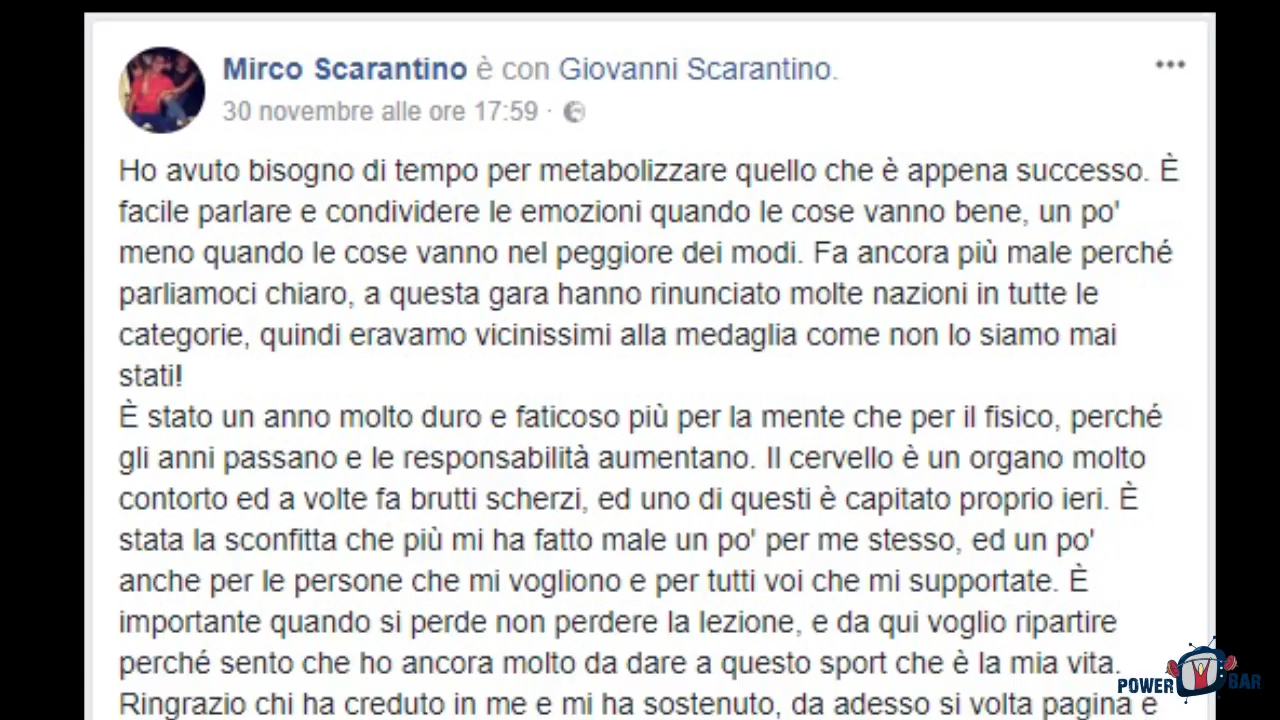 Mirco Scarantino è con Giovanni Scarantino.
30 novembre alle ore 17:59 ·
Ho avuto bisogno di tempo per metabolizzare quello che è appena successo. È
facile parlare e condividere le emozioni quando le cose vanno bene, un po'
meno quando le cose vanno nel peggiore dei modi. Fa ancora più male perché
parliamoci chiaro, a questa gara hanno rinunciato molte nazioni in tutte le
categorie, quindi eravamo vicinissimi alla medaglia come non lo siamo mai
stati!
È stato un anno molto duro e faticoso più per la mente che per il fisico, perché
gli anni passano e le responsabilità aumentano. Il cervello è un organo molto
contorto ed a volte fa brutti scherzi, ed uno di questi è capitato proprio ieri. È
stata la sconfitta che più mi ha fatto male un po' per me stesso, ed un po'
anche per le persone che mi vogliono e per tutti voi che mi supportate. È
importante quando si perde non perdere la lezione, e da qui voglio ripartire
perché sento che ho ancora molto da dare a questo sport che è la mia vita.
Ringrazio chi ha creduto in me e mi ha sostenuto, da adesso si volta pagina e
POWER BAR